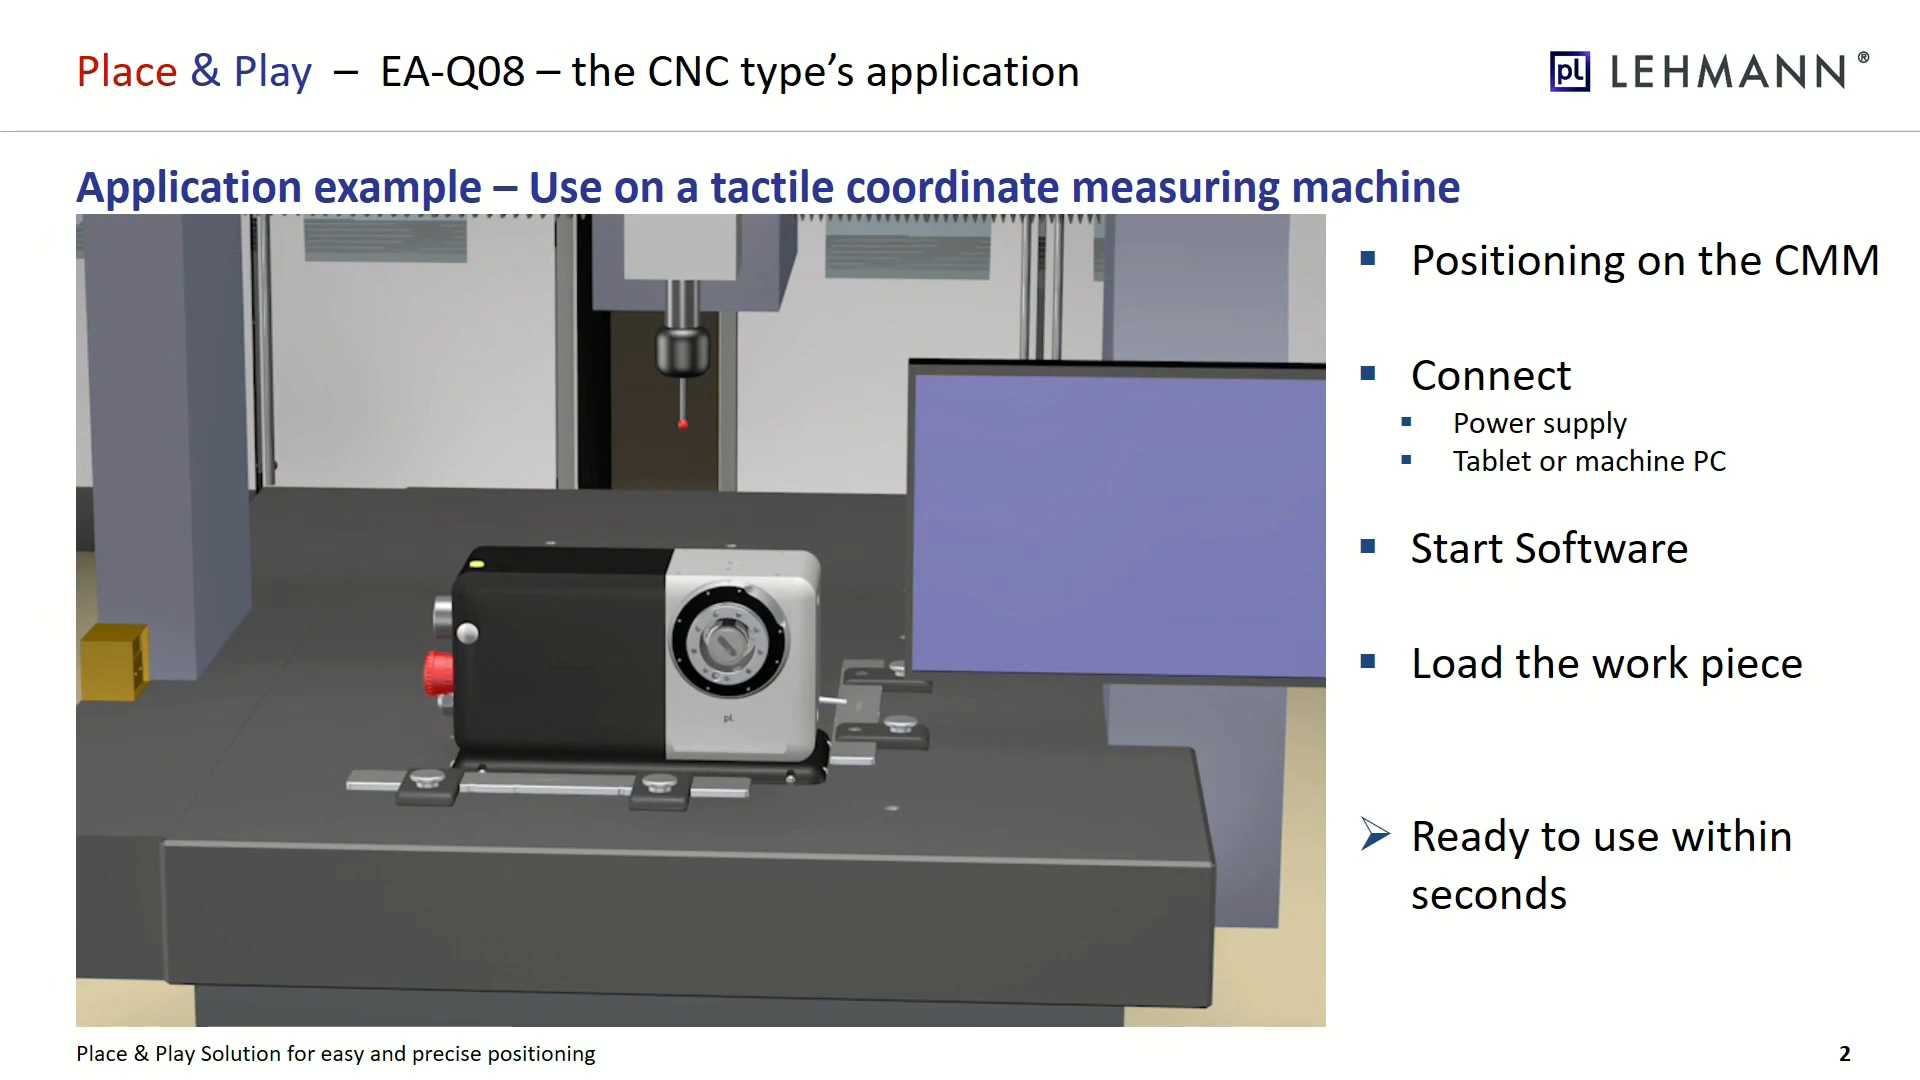 Place & Play – EA-Q08 – the CNC type’s application
pl LEHMANN®
Application example – Use on a tactile coordinate measuring machine
Positioning on the CMM
Connect
Power supply
Tablet or machine PC
Start Software
Load the work piece
Ready to use within
seconds
pl
Place & Play Solution for easy and precise positioning
2